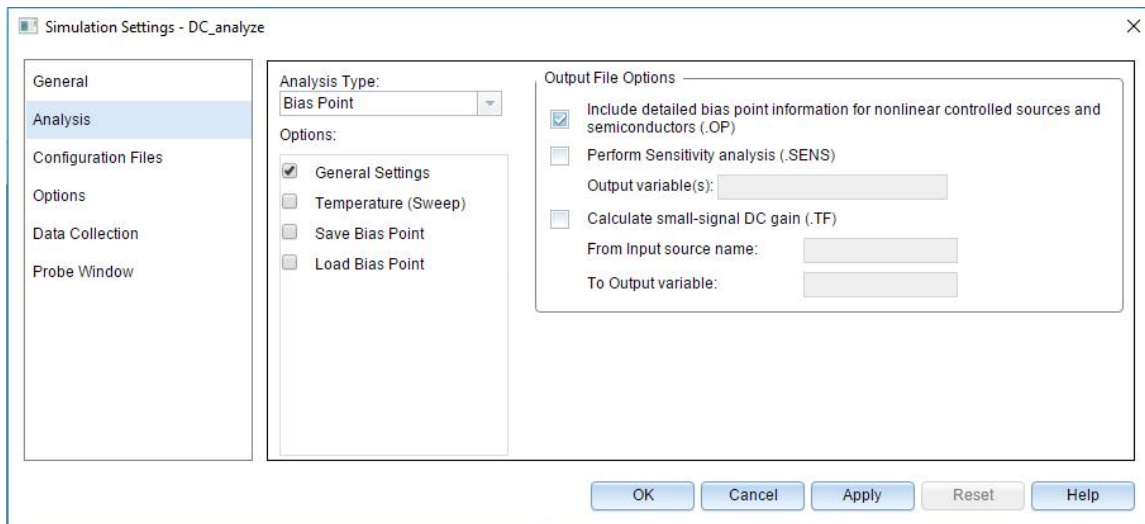 Simulation Settings - DC_analyze
General
Analysis
Configuration Files
Options
Data Collection
Probe Window
Analysis Type:
Bias Point
Options:
General Settings
Temperature (Sweep)
Save Bias Point
Load Bias Point
Output File Options
Include detailed bias point information for nonlinear controlled sources and
semiconductors (.OP)
Perform Sensitivity analysis (.SENS)
Output variable(s):
Calculate small-signal DC gain (.TF)
From Input source name:
To Output variable:
OK Cancel Apply Reset Help